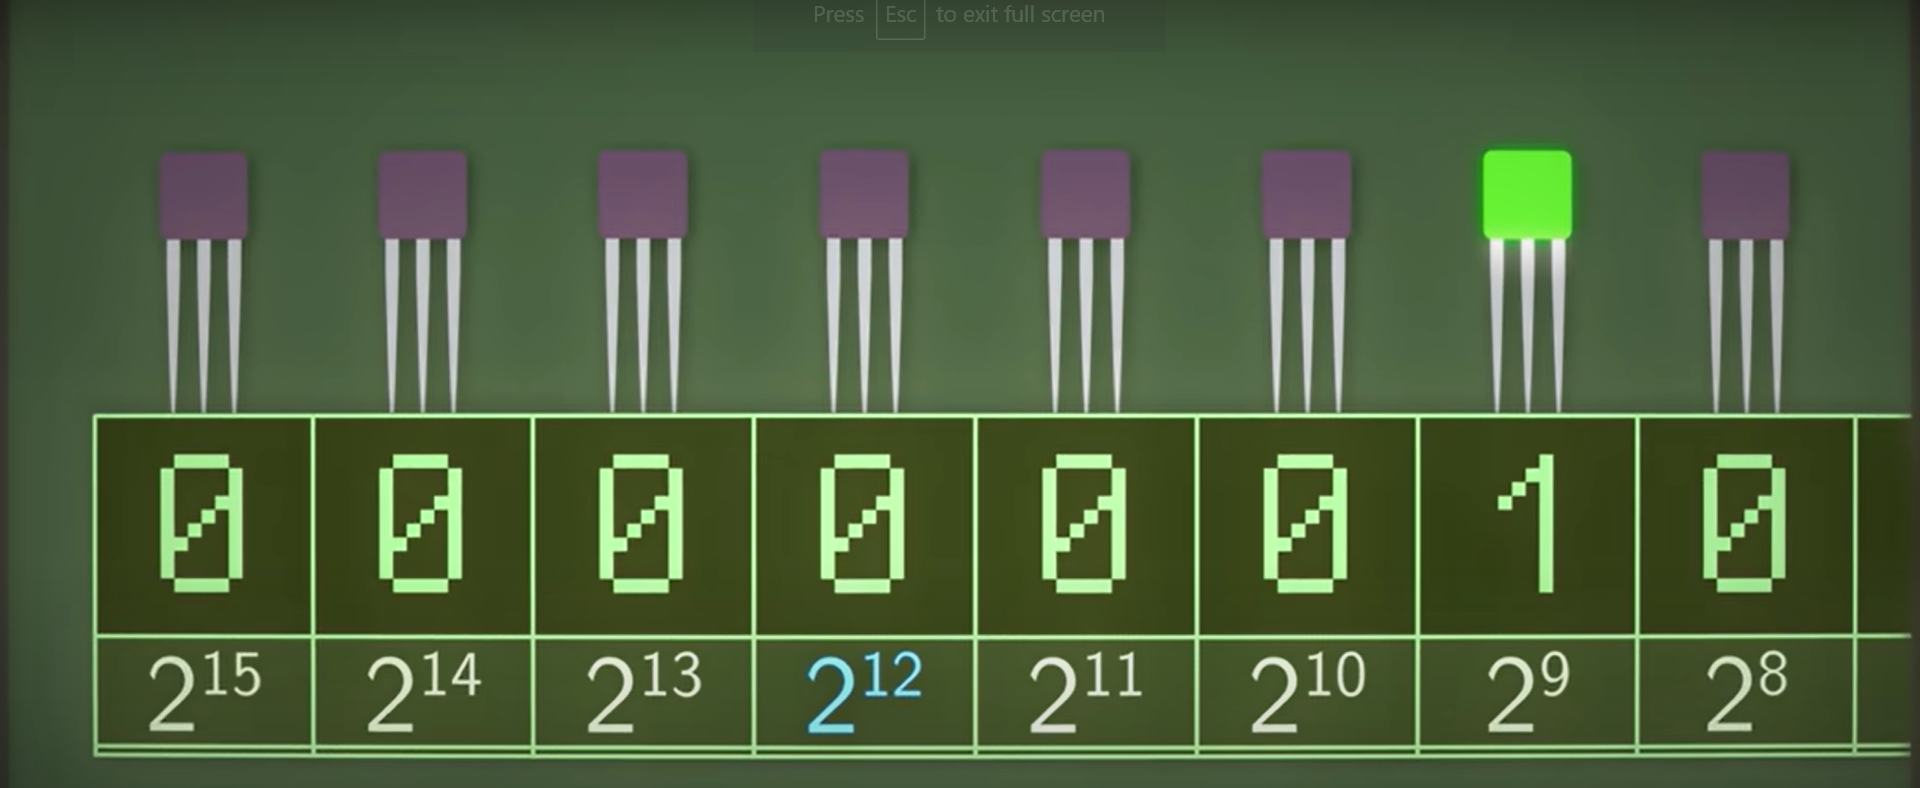 Press Esc to exit full screen
0 0 0 0 0 0 1 0
2¹⁵ 2¹⁴ 2¹³ 2¹² 2¹¹ 2¹⁰ 2⁹ 2⁸